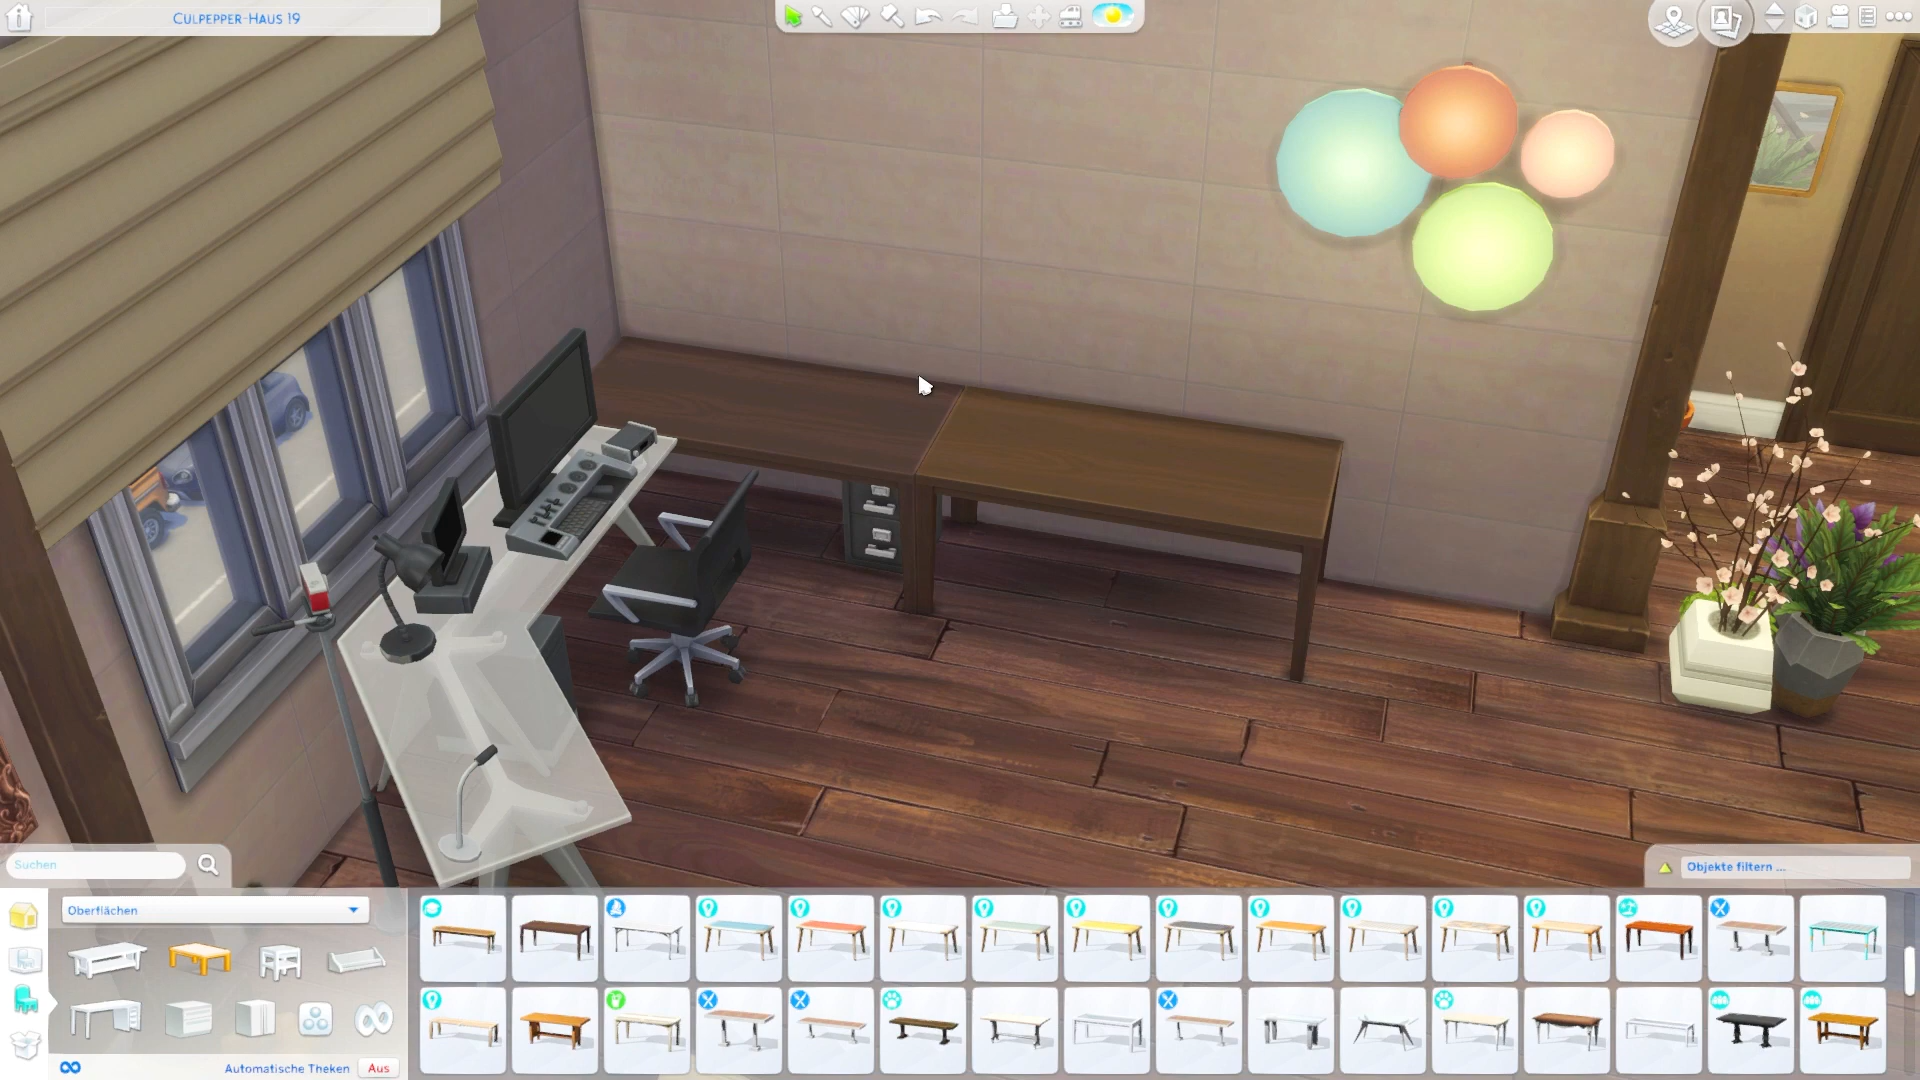 Culpepper-Haus 19
Suchen
Objekte filtern ...
Oberflächen
Automatische Theken Aus